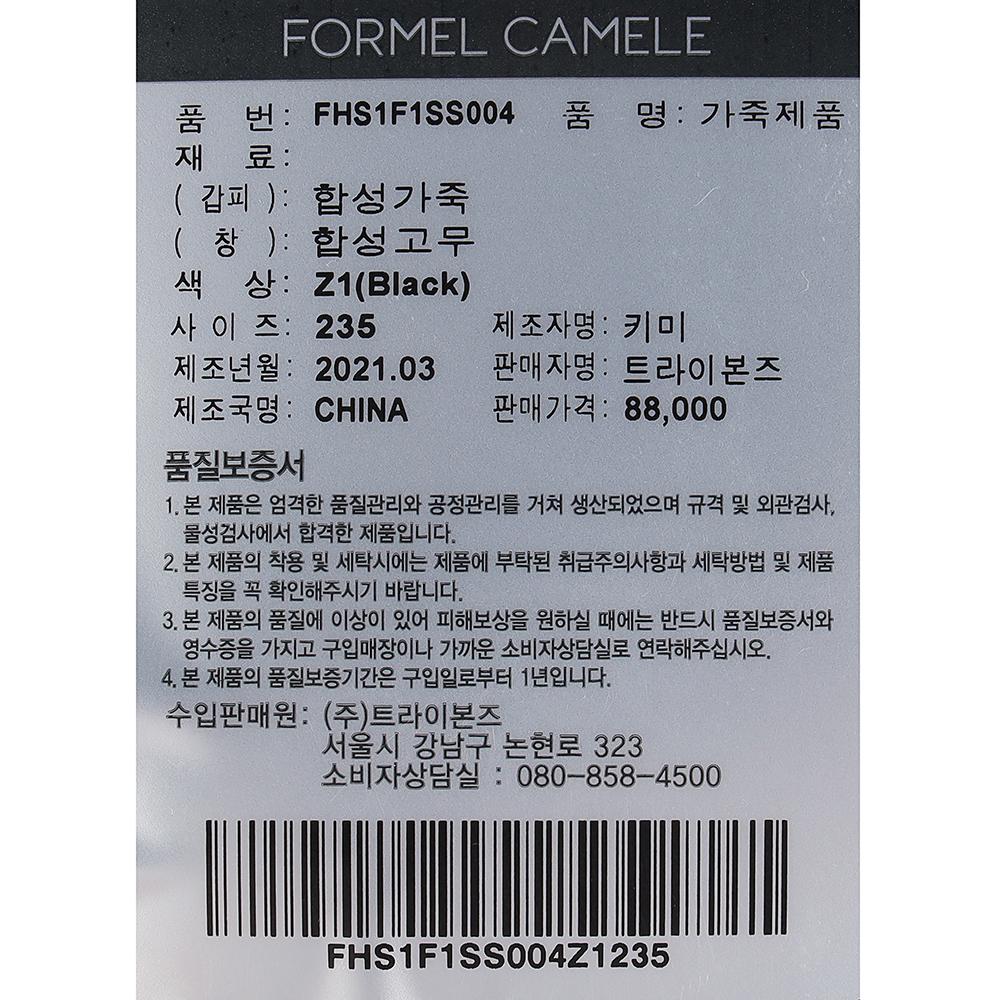 FORMEL CAMELE
품 번: FHS1F1SS004 품 명: 가죽제품
재 료:
( 갑피 ): 합성가죽
( 창 ): 합성고무
색 상: Z1(Black)
사 이 즈: 235 제조자명: 키미
제조년월: 2021.03 판매자명: 트라이본즈
제조국명: CHINA 판매가격: 88,000
품질보증서
1. 본 제품은 엄격한 품질관리와 공정관리를 거쳐 생산되었으며 규격 및 외관검사,
물성검사에서 합격한 제품입니다.
2. 본 제품의 착용 및 세탁시에는 제품에 부탁된 취급주의사항과 세탁방법 및 제품
특징을 꼭 확인해주시기 바랍니다.
3. 본 제품의 품질에 이상이 있어 피해보상을 원하실 때에는 반드시 품질보증서와
영수증을 가지고 구입매장이나 가까운 소비자상담실로 연락해주십시오.
4. 본 제품의 품질보증기간은 구입일로부터 1년입니다.
수입판매원: (주)트라이본즈
서울시 강남구 논현로 323
소비자상담실 : 080-858-4500
FHS1F1SS004Z1235